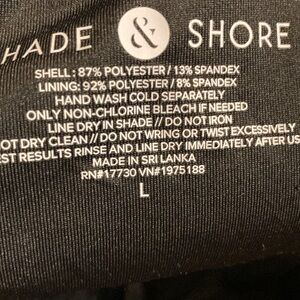 HADE & SHORE
SHELL: 87% POLYESTER / 13% SPANDEX
LINING: 92% POLYESTER / 8% SPANDEX
HAND WASH COLD SEPARATELY
ONLY NON-CHLORINE BLEACH IF NEEDED
LINE DRY IN SHADE // DO NOT IRON
OT DRY CLEAN // DO NOT WRING OR TWIST EXCESSIVELY
EST RESULTS RINSE AND LINE DRY IMMEDIATELY AFTER US
MADE IN SRI LANKA
RN#17730 VN#1975188
L